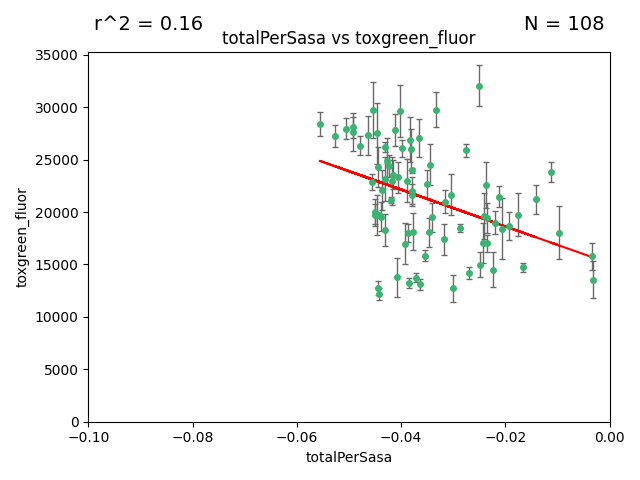 r^2 = 0.16
N = 108
totalPerSasa vs toxgreen_fluor
35000
30000
25000
20000
15000
10000
5000
0
toxgreen_fluor
−0.10
−0.08
−0.06
−0.04
−0.02
0.00
totalPerSasa